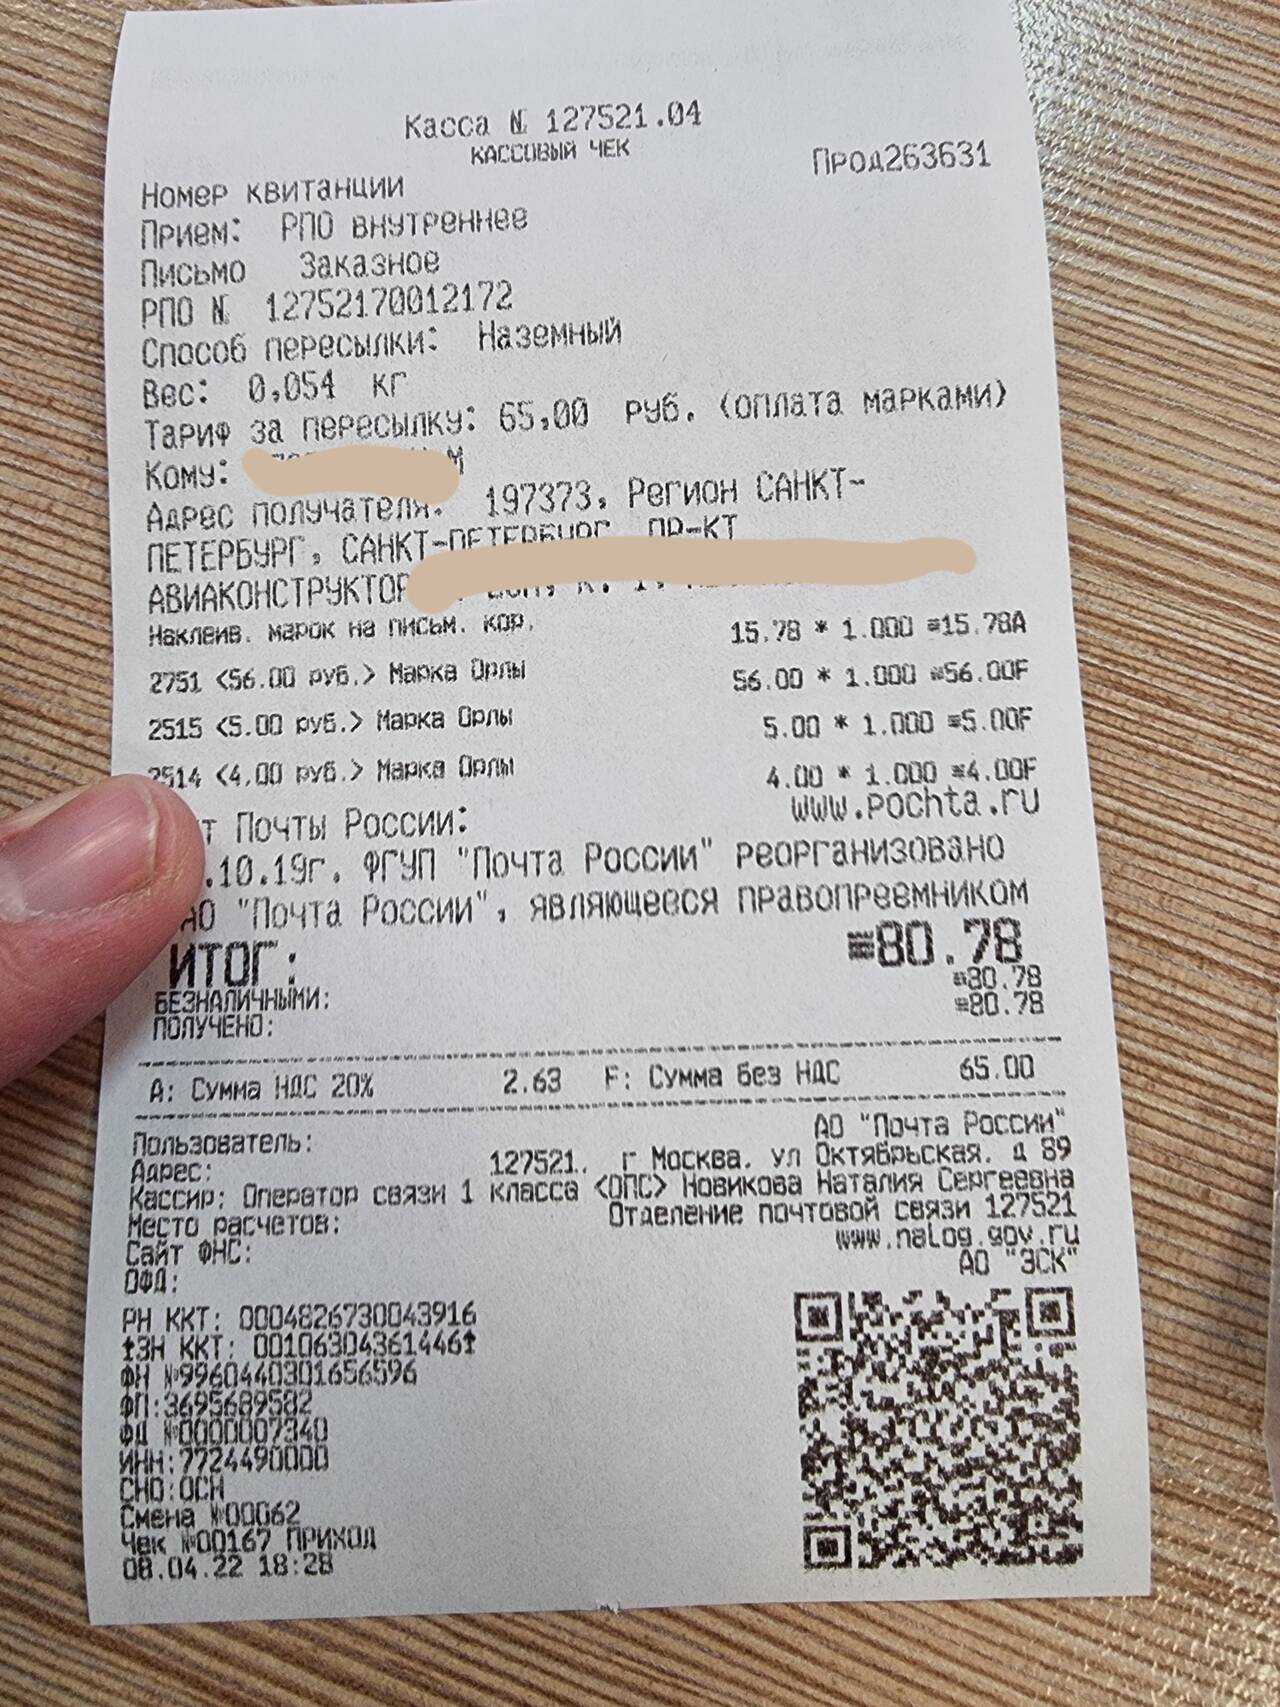 Касса № 127521.04
КАССОВЫЙ ЧЕК
Прод263631
Номер квитанции
Прием: РПО внутреннее
Письмо Заказное
РПО № 12752170012172
Способ пересылки: Наземный
Вес: 0,054 кг
Тариф за пересылку: 65,00 руб. (оплата марками)
Кому:
Адрес получателя: 197373, Регион САНКТ-
ПЕТЕРБУРГ, САНКТ-ПЕТЕРБУРГ, ПР-КТ
АВИАКОНСТРУКТОР
Наклеив. марок на письм. кор. 15.78 * 1.000 ≡15.78А
2751 <56.00 руб.> Марка Орлы 56.00 * 1.000 ≡56.00F
2515 <5.00 руб.> Марка Орлы 5.00 * 1.000 ≡5.00F
2514 <4,00 руб.> Марка Орлы 4.00 * 1.000 ≡4.00F
www.pochta.ru
Почты России:
.10.19г. ФГУП "Почта России" реорганизовано
АО "Почта России", являющееся правопреемником
ИТОГ: ≡80.78
БЕЗНАЛИЧНЫМИ: ≡80.78
ПОЛУЧЕНО: ≡80.78
A: Сумма НДС 20% 2.63 F: Сумма без НДС 65.00
Пользователь: АО "Почта России"
Адрес: 127521, г Москва, ул Октябрьская, д 89
Кассир: Оператор связи 1 класса <ОПС> Новикова Наталия Сергеевна
Место расчетов: Отделение почтовой связи 127521
Сайт ФНС: www.nalog.gov.ru
ОФД: АО "ЭСК"
РН ККТ: 0004826730043916
↑ЗН ККТ: 00106304361446↑
ФН №9960440301656596
ФП:3695689582
ФД №0000007340
ИНН:7724490000
СНО:ОСН
Смена №00062
Чек №00167 ПРИХОД
08.04.22 18:28